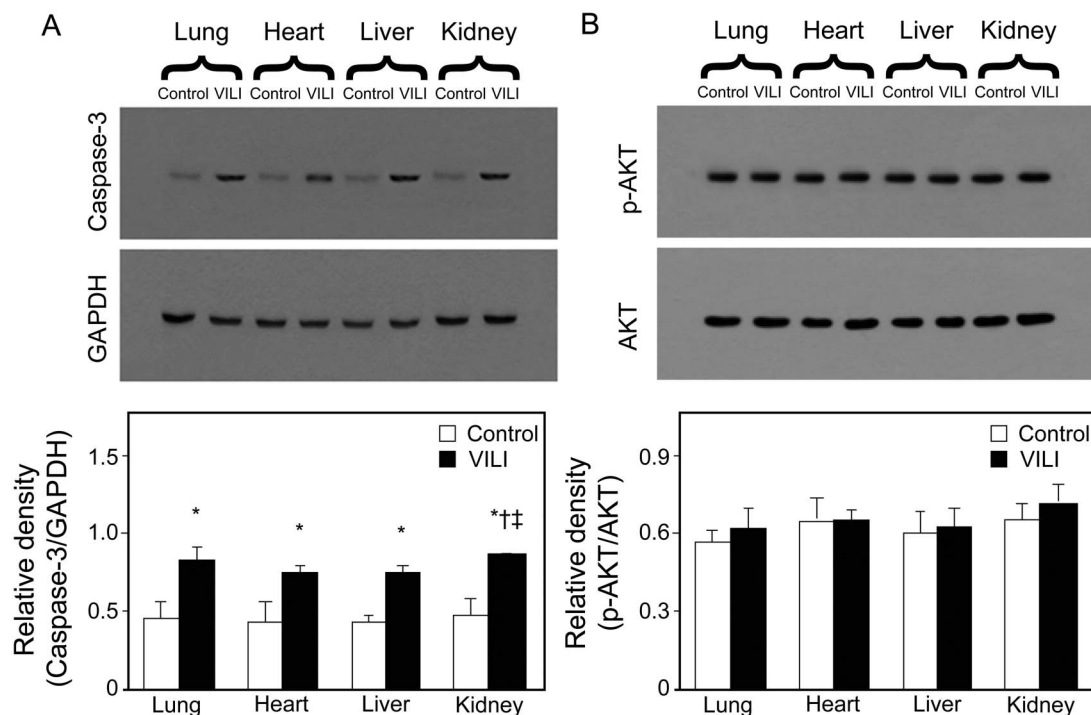 A
Lung Heart Liver Kidney
Control VILI Control VILI Control VILI Control VILI
Caspase-3
GAPDH
Relative density
(Caspase-3/GAPDH)
1.5
1.0
0.5
0
Control
VILI
*
*
*
*†‡
Lung Heart Liver Kidney
B
Lung Heart Liver Kidney
Control VILI Control VILI Control VILI Control VILI
p-AKT
AKT
Relative density
(p-AKT/AKT)
0.9
0.6
0.3
0
Control
VILI
Lung Heart Liver Kidney